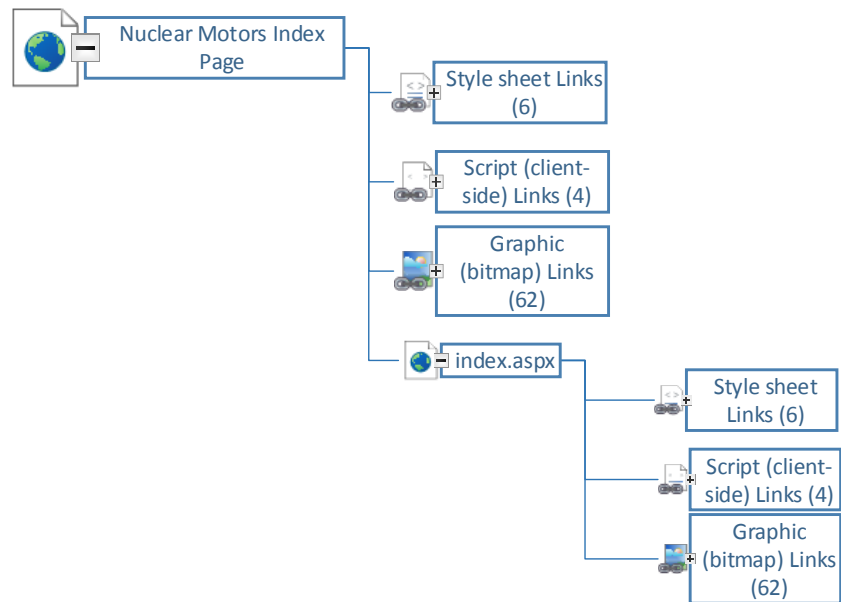 Nuclear Motors Index
Page
Style sheet Links
(6)
Script (client-
side) Links (4)
Graphic
(bitmap) Links
(62)
index.aspx
Style sheet
Links (6)
Script (client-
side) Links (4)
Graphic
(bitmap) Links
(62)